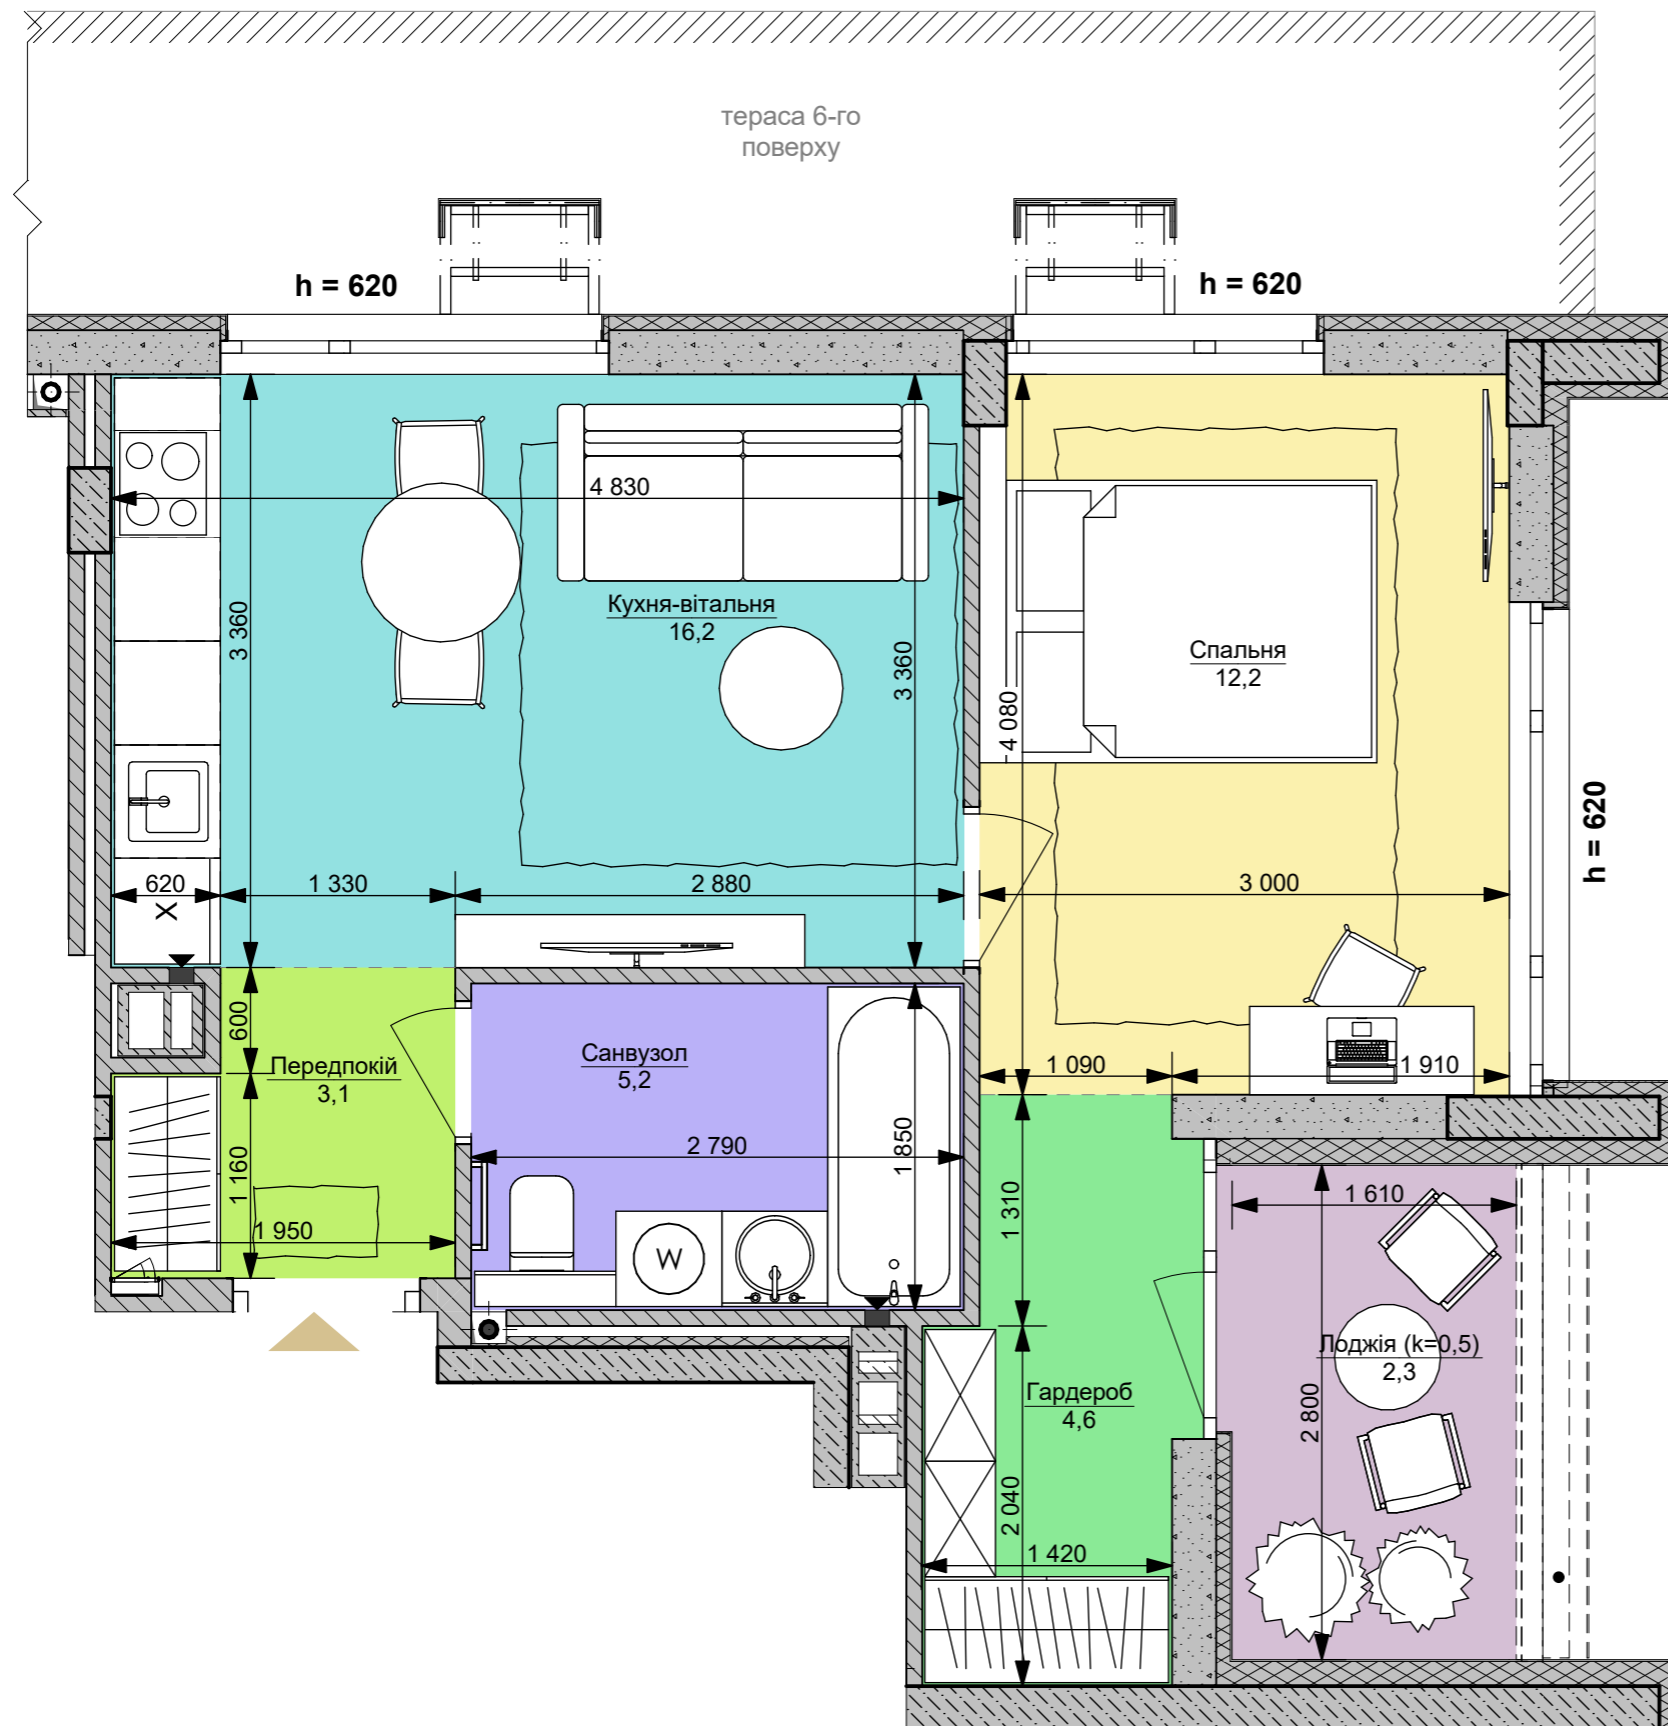 тераса 6-го
поверху
h = 620
h = 620
4 830
Кухня-вітальня
16,2
3 360
3 360
Спальня
12,2
4 080
h = 620
620
1 330
2 880
3 000
X
600
Передпокій
3,1
Санвузол
5,2
1 090
1 910
1 160
2 790
1 850
1 310
1 610
1 950
W
Лоджія (k=0,5)
2,3
Гардероб
4,6
2 800
2 040
1 420